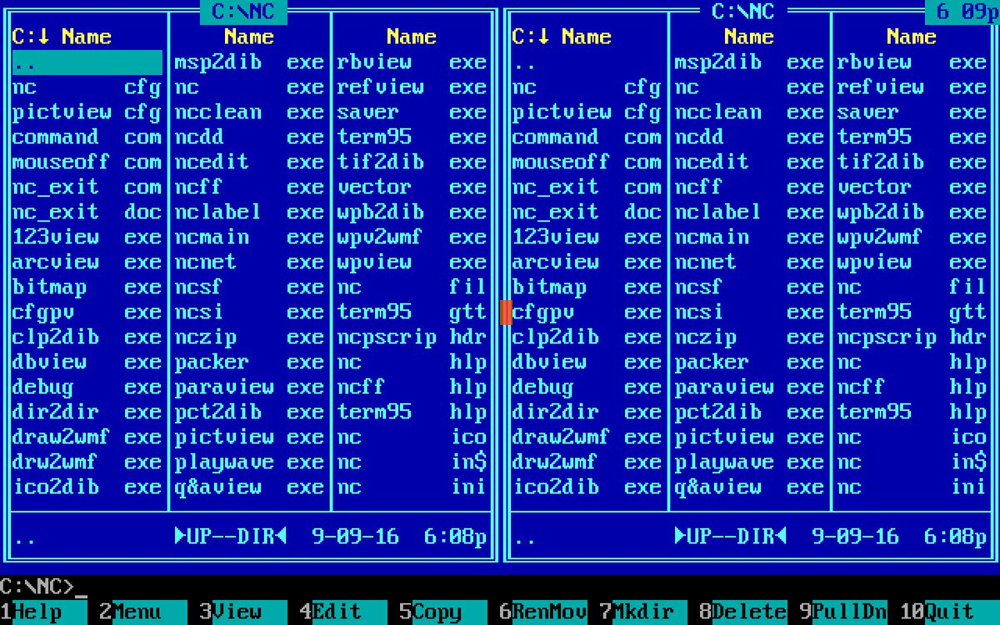 C:\NC C:\NC 6 09p
C:↓ Name Name Name C:↓ Name Name Name
.. msp2dib exe rbview exe .. msp2dib exe rbview exe
nc cfg nc exe refview exe nc cfg nc exe refview exe
pictview cfg ncclean exe saver exe pictview cfg ncclean exe saver exe
command com ncdd exe term95 exe command com ncdd exe term95 exe
mouseoff com ncedit exe tif2dib exe mouseoff com ncedit exe tif2dib exe
nc_exit com ncff exe vector exe nc_exit com ncff exe vector exe
nc_exit doc nclabel exe wpb2dib exe nc_exit doc nclabel exe wpb2dib exe
123view exe ncmain exe wpv2wmf exe 123view exe ncmain exe wpv2wmf exe
arcview exe ncnet exe wpview exe arcview exe ncnet exe wpview exe
bitmap exe ncsf exe nc fil bitmap exe ncsf exe nc fil
cfgpv exe ncsi exe term95 gtt cfgpv exe ncsi exe term95 gtt
clp2dib exe nczip exe ncpscrip hdr clp2dib exe nczip exe ncpscrip hdr
dbview exe packer exe nc hlp dbview exe packer exe nc hlp
debug exe paraview exe ncff hlp debug exe paraview exe ncff hlp
dir2dir exe pct2dib exe term95 hlp dir2dir exe pct2dib exe term95 hlp
draw2wmf exe pictview exe nc ico draw2wmf exe pictview exe nc ico
drw2wmf exe playwave exe nc in$ drw2wmf exe playwave exe nc in$
ico2dib exe q&aview exe nc ini ico2dib exe q&aview exe nc ini
.. ►UP--DIR◄ 9-09-16 6:08p .. ►UP--DIR◄ 9-09-16 6:08p
C:\NC>_
1Help 2Menu 3View 4Edit 5Copy 6RenMov 7Mkdir 8Delete 9PullDn 10Quit